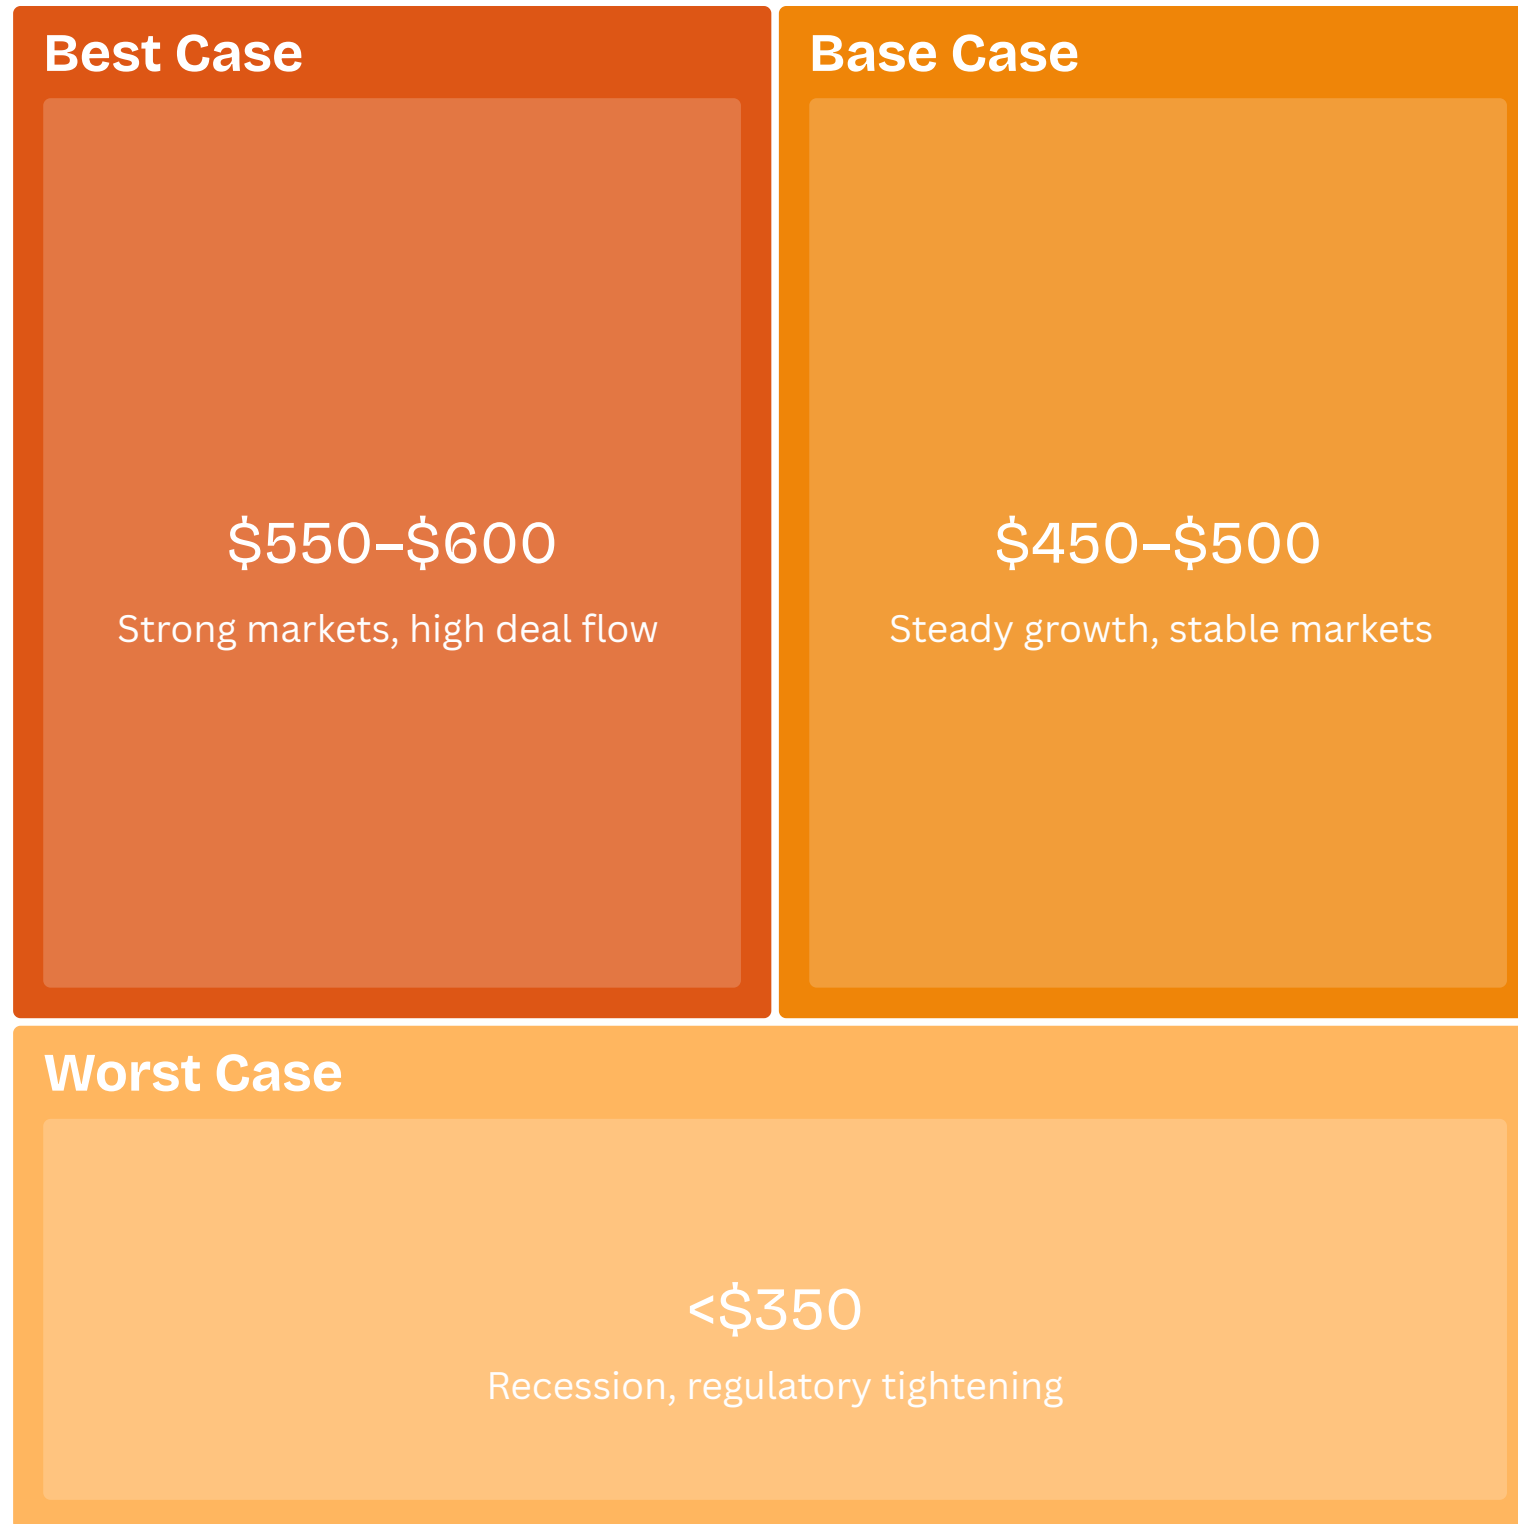 Best Case
$550–$600
Strong markets, high deal flow
Base Case
$450–$500
Steady growth, stable markets
Worst Case
<$350
Recession, regulatory tightening